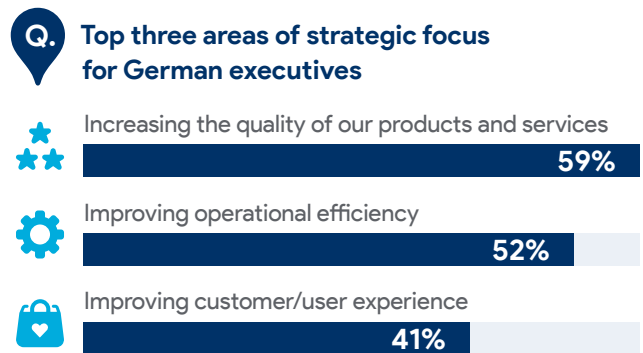 Q. Top three areas of strategic focus
for German executives
Increasing the quality of our products and services
59%
Improving operational efficiency
52%
Improving customer/user experience
41%